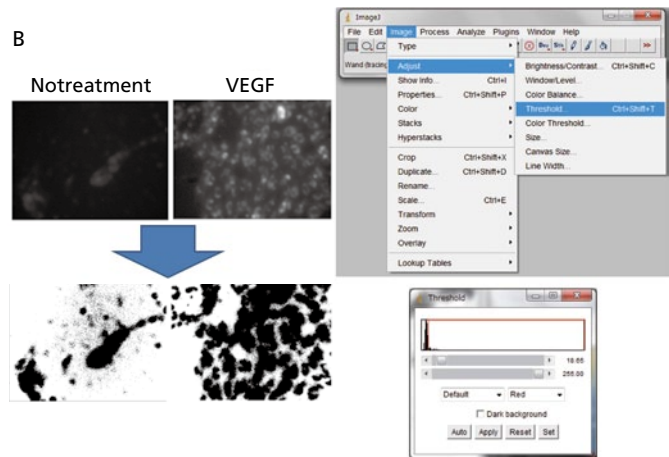 B
Notreatment
VEGF
ImageJ
File Edit Image Process Analyze Plugins Window Help
Wand (tracing
Type
Adjust
Show Info... Ctrl+I
Properties... Ctrl+Shift+P
Color
Stacks
Hyperstacks
Crop Ctrl+Shift+X
Duplicate... Ctrl+Shift+D
Rename...
Scale... Ctrl+E
Transform
Zoom
Overlay
Lookup Tables
Brightness/Contrast... Ctrl+Shift+C
Window/Level...
Color Balance...
Threshold... Ctrl+Shift+T
Color Threshold...
Size...
Canvas Size...
Line Width...
Threshold
18.65
255.00
Default Red
Dark background
Auto Apply Reset Set